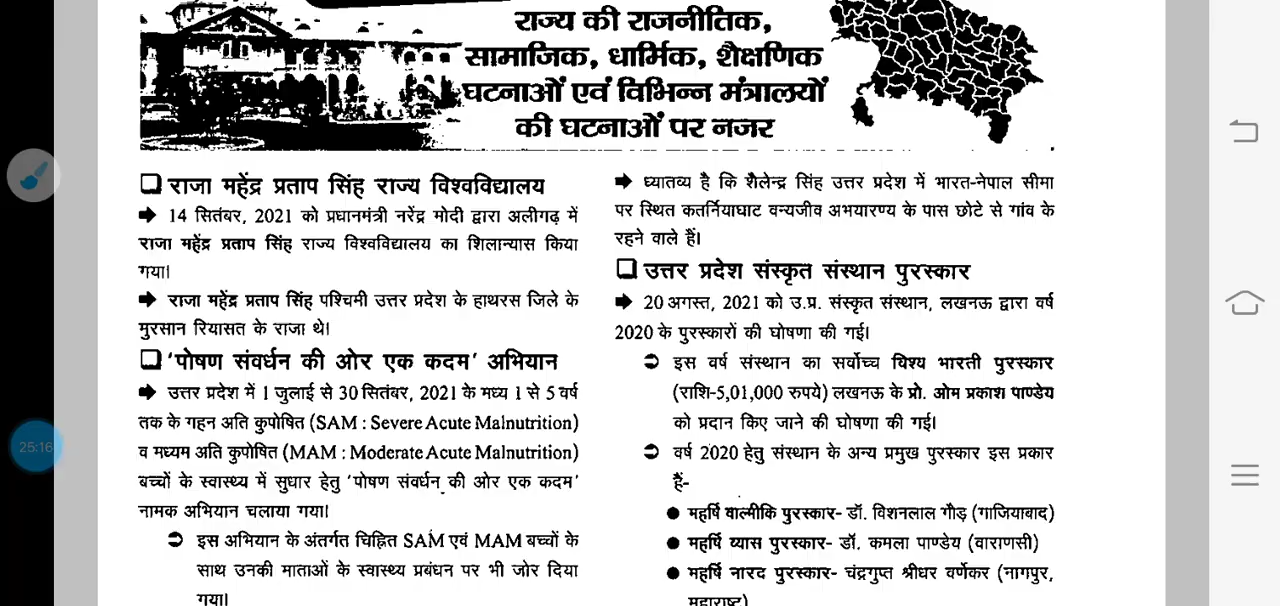 राज्य की राजनीतिक,
सामाजिक, धार्मिक, शैक्षणिक
घटनाओं एवं विभिन्न मंत्रालयों
की घटनाओं पर नजर
राजा महेंद्र प्रताप सिंह राज्य विश्वविद्यालय
14 सितंबर, 2021 को प्रधानमंत्री नरेंद्र मोदी द्वारा अलीगढ़ में
राजा महेंद्र प्रताप सिंह राज्य विश्वविद्यालय का शिलान्यास किया
गया।
राजा महेंद्र प्रताप सिंह पश्चिमी उत्तर प्रदेश के हाथरस जिले के
मुरसान रियासत के राजा थे।
'पोषण संवर्धन की ओर एक कदम' अभियान
उत्तर प्रदेश में 1 जुलाई से 30 सितंबर, 2021 के मध्य 1 से 5 वर्ष
तक के गहन अति कुपोषित (SAM : Severe Acute Malnutrition)
व मध्यम अति कुपोषित (MAM : Moderate Acute Malnutrition)
बच्चों के स्वास्थ्य में सुधार हेतु 'पोषण संवर्धन की ओर एक कदम'
नामक अभियान चलाया गया।
इस अभियान के अंतर्गत चिह्नित SAM एवं MAM बच्चों के
साथ उनकी माताओं के स्वास्थ्य प्रबंधन पर भी जोर दिया
गया।
ध्यातव्य है कि शैलेन्द्र सिंह उत्तर प्रदेश में भारत-नेपाल सीमा
पर स्थित कतर्नियाघाट वन्यजीव अभयारण्य के पास छोटे से गांव के
रहने वाले हैं।
उत्तर प्रदेश संस्कृत संस्थान पुरस्कार
20 अगस्त, 2021 को उ.प्र. संस्कृत संस्थान, लखनऊ द्वारा वर्ष
2020 के पुरस्कारों की घोषणा की गई।
इस वर्ष संस्थान का सर्वोच्च विश्व भारती पुरस्कार
(राशि-5,01,000 रुपये) लखनऊ के प्रो. ओम प्रकाश पाण्डेय
को प्रदान किए जाने की घोषणा की गई।
वर्ष 2020 हेतु संस्थान के अन्य प्रमुख पुरस्कार इस प्रकार
हैं-
● महर्षि वाल्मीकि पुरस्कार- डॉ. विशनलाल गौड़ (गाजियाबाद)
● महर्षि व्यास पुरस्कार- डॉ. कमला पाण्डेय (वाराणसी)
● महर्षि नारद पुरस्कार- चंद्रगुप्त श्रीधर वर्णेकर (नागपुर,
महाराष्ट्र)
25:16